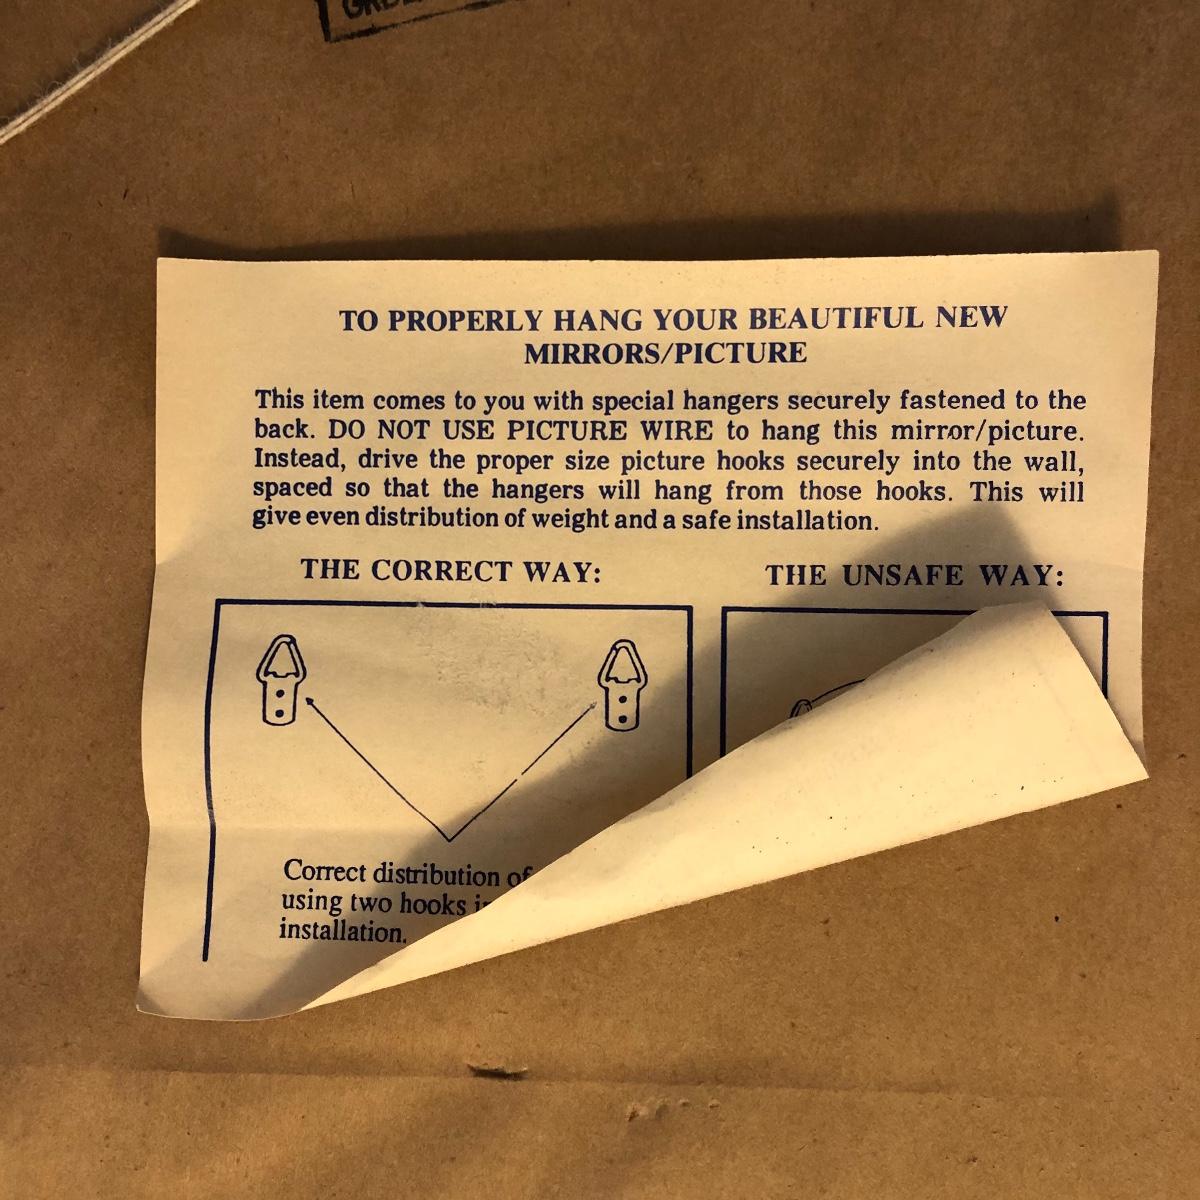 TO PROPERLY HANG YOUR BEAUTIFUL NEW
MIRRORS/PICTURE
This item comes to you with special hangers securely fastened to the
back. DO NOT USE PICTURE WIRE to hang this mirror/picture.
Instead, drive the proper size picture hooks securely into the wall,
spaced so that the hangers will hang from those hooks. This will
give even distribution of weight and a safe installation.
THE CORRECT WAY:
THE UNSAFE WAY:
Correct distribution of
using two hooks
installation.